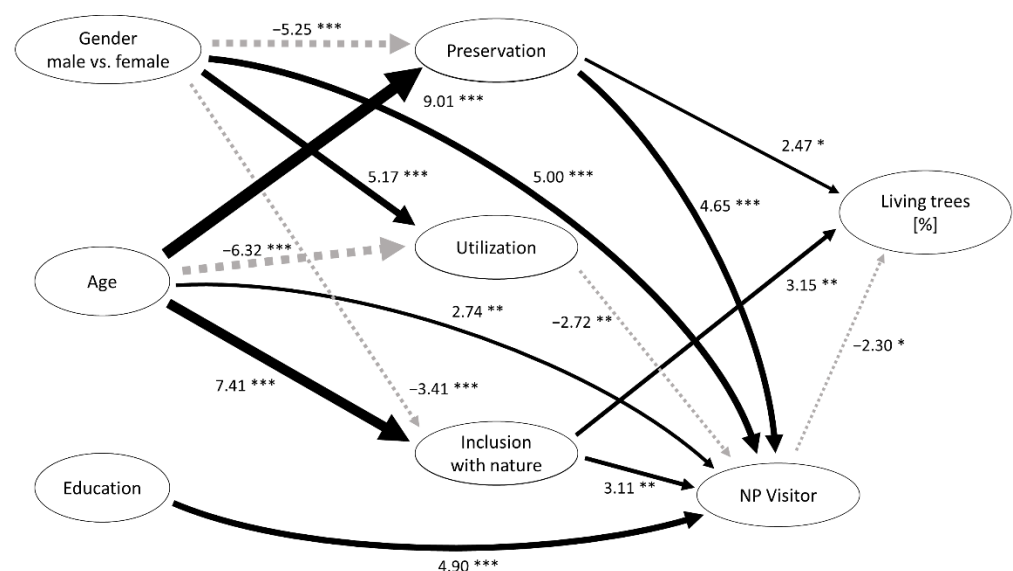 Gender
male vs. female
−5.25 ***
Preservation
9.01 ***
2.47 *
5.17 ***
5.00 ***
4.65 ***
Living trees
[%]
−6.32 ***
Utilization
Age
2.74 **
−2.72 **
3.15 **
−2.30 *
7.41 ***
−3.41 ***
Inclusion
with nature
Education
3.11 **
NP Visitor
4.90 ***